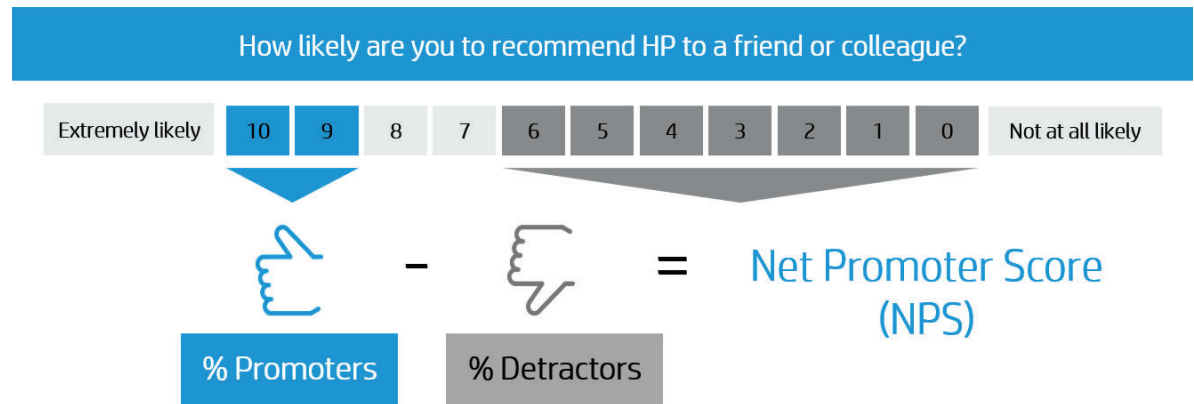 How likely are you to recommend HP to a friend or colleague?
Extremely likely 10 9 8 7 6 5 4 3 2 1 0 Not at all likely
- = Net Promoter Score
(NPS)
% Promoters % Detractors